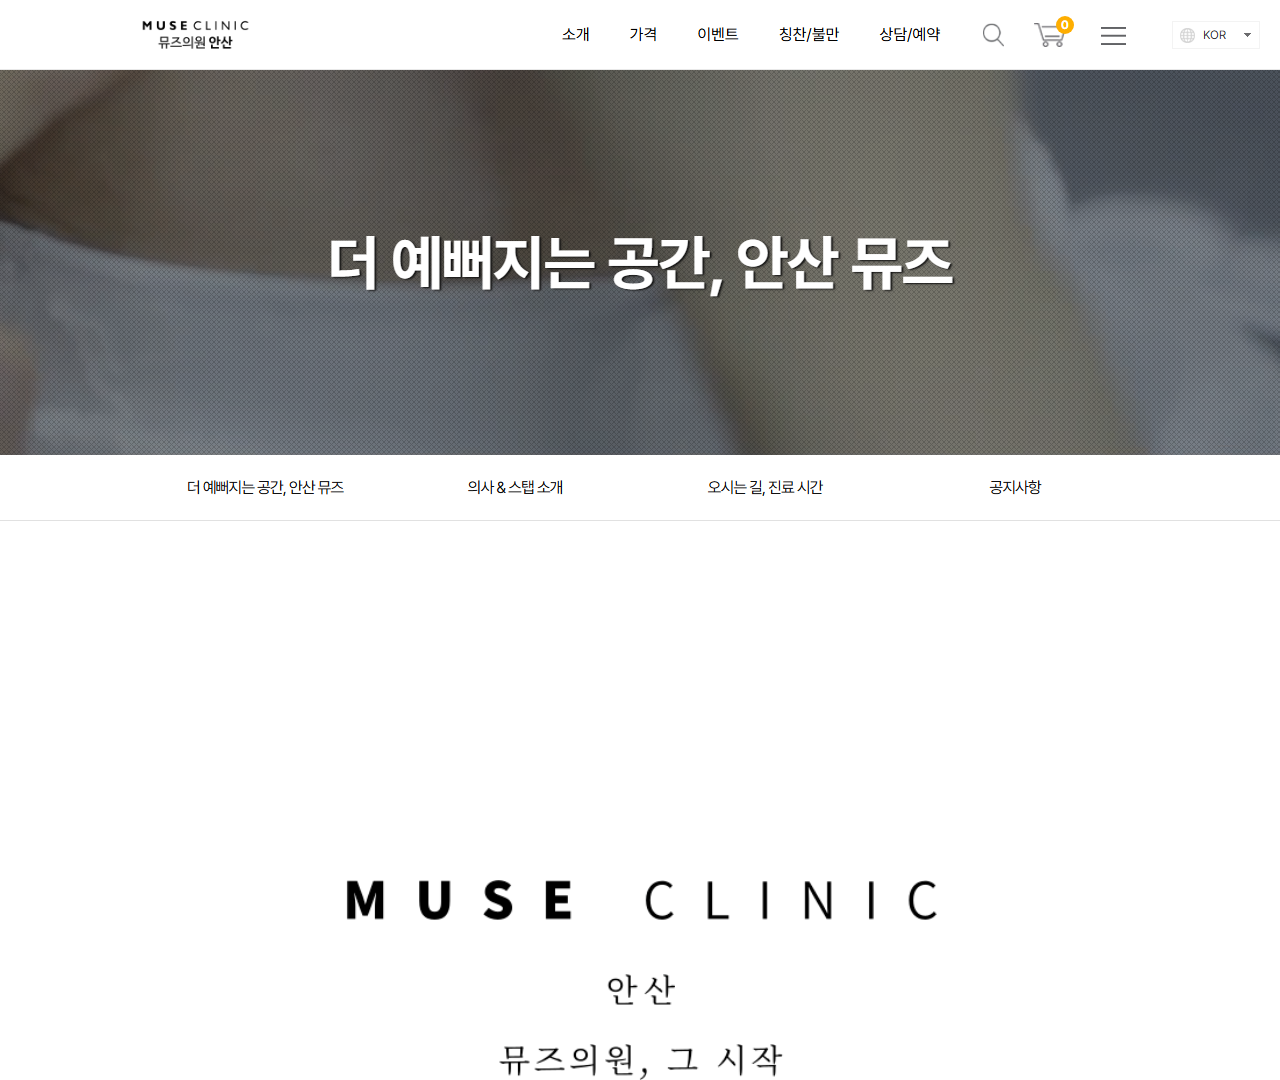 MUSE CLINIC
뮤즈의원 안산
소개 가격 이벤트 칭찬/불만 상담/예약 0 KOR
더 예뻐지는 공간, 안산 뮤즈
더 예뻐지는 공간, 안산 뮤즈 의사 & 스탭 소개 오시는 길, 진료 시간 공지사항
MUSE CLINIC
안산
뮤즈의원, 그 시작